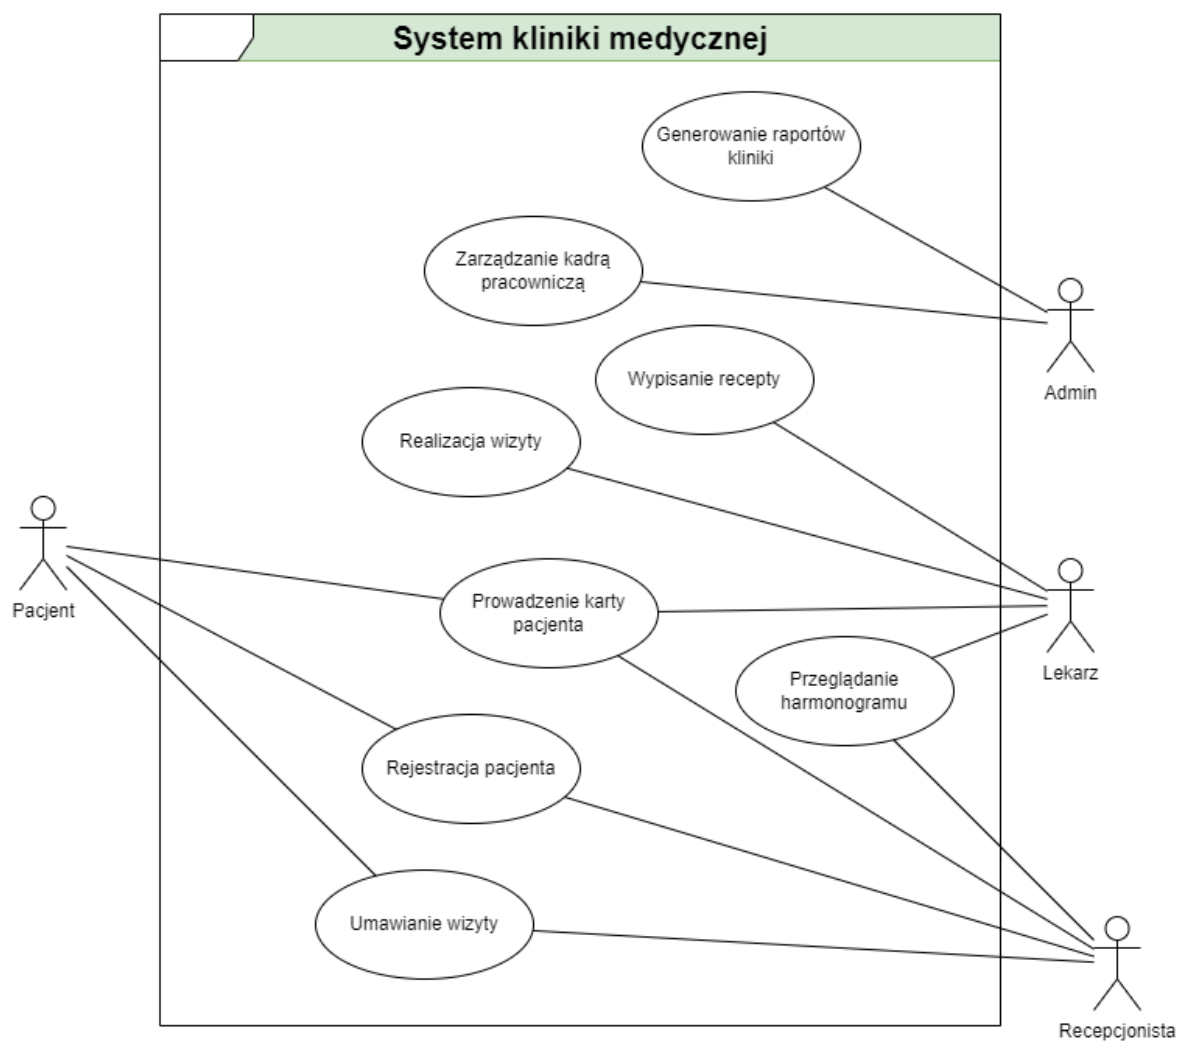 System kliniki medycznej
Generowanie raportów
kliniki
Zarządzanie kadrą
pracowniczą
Admin
Wypisanie recepty
Realizacja wizyty
Pacjent
Prowadzenie karty
pacjenta
Lekarz
Przeglądanie
harmonogramu
Rejestracja pacjenta
Umawianie wizyty
Recepcjonista